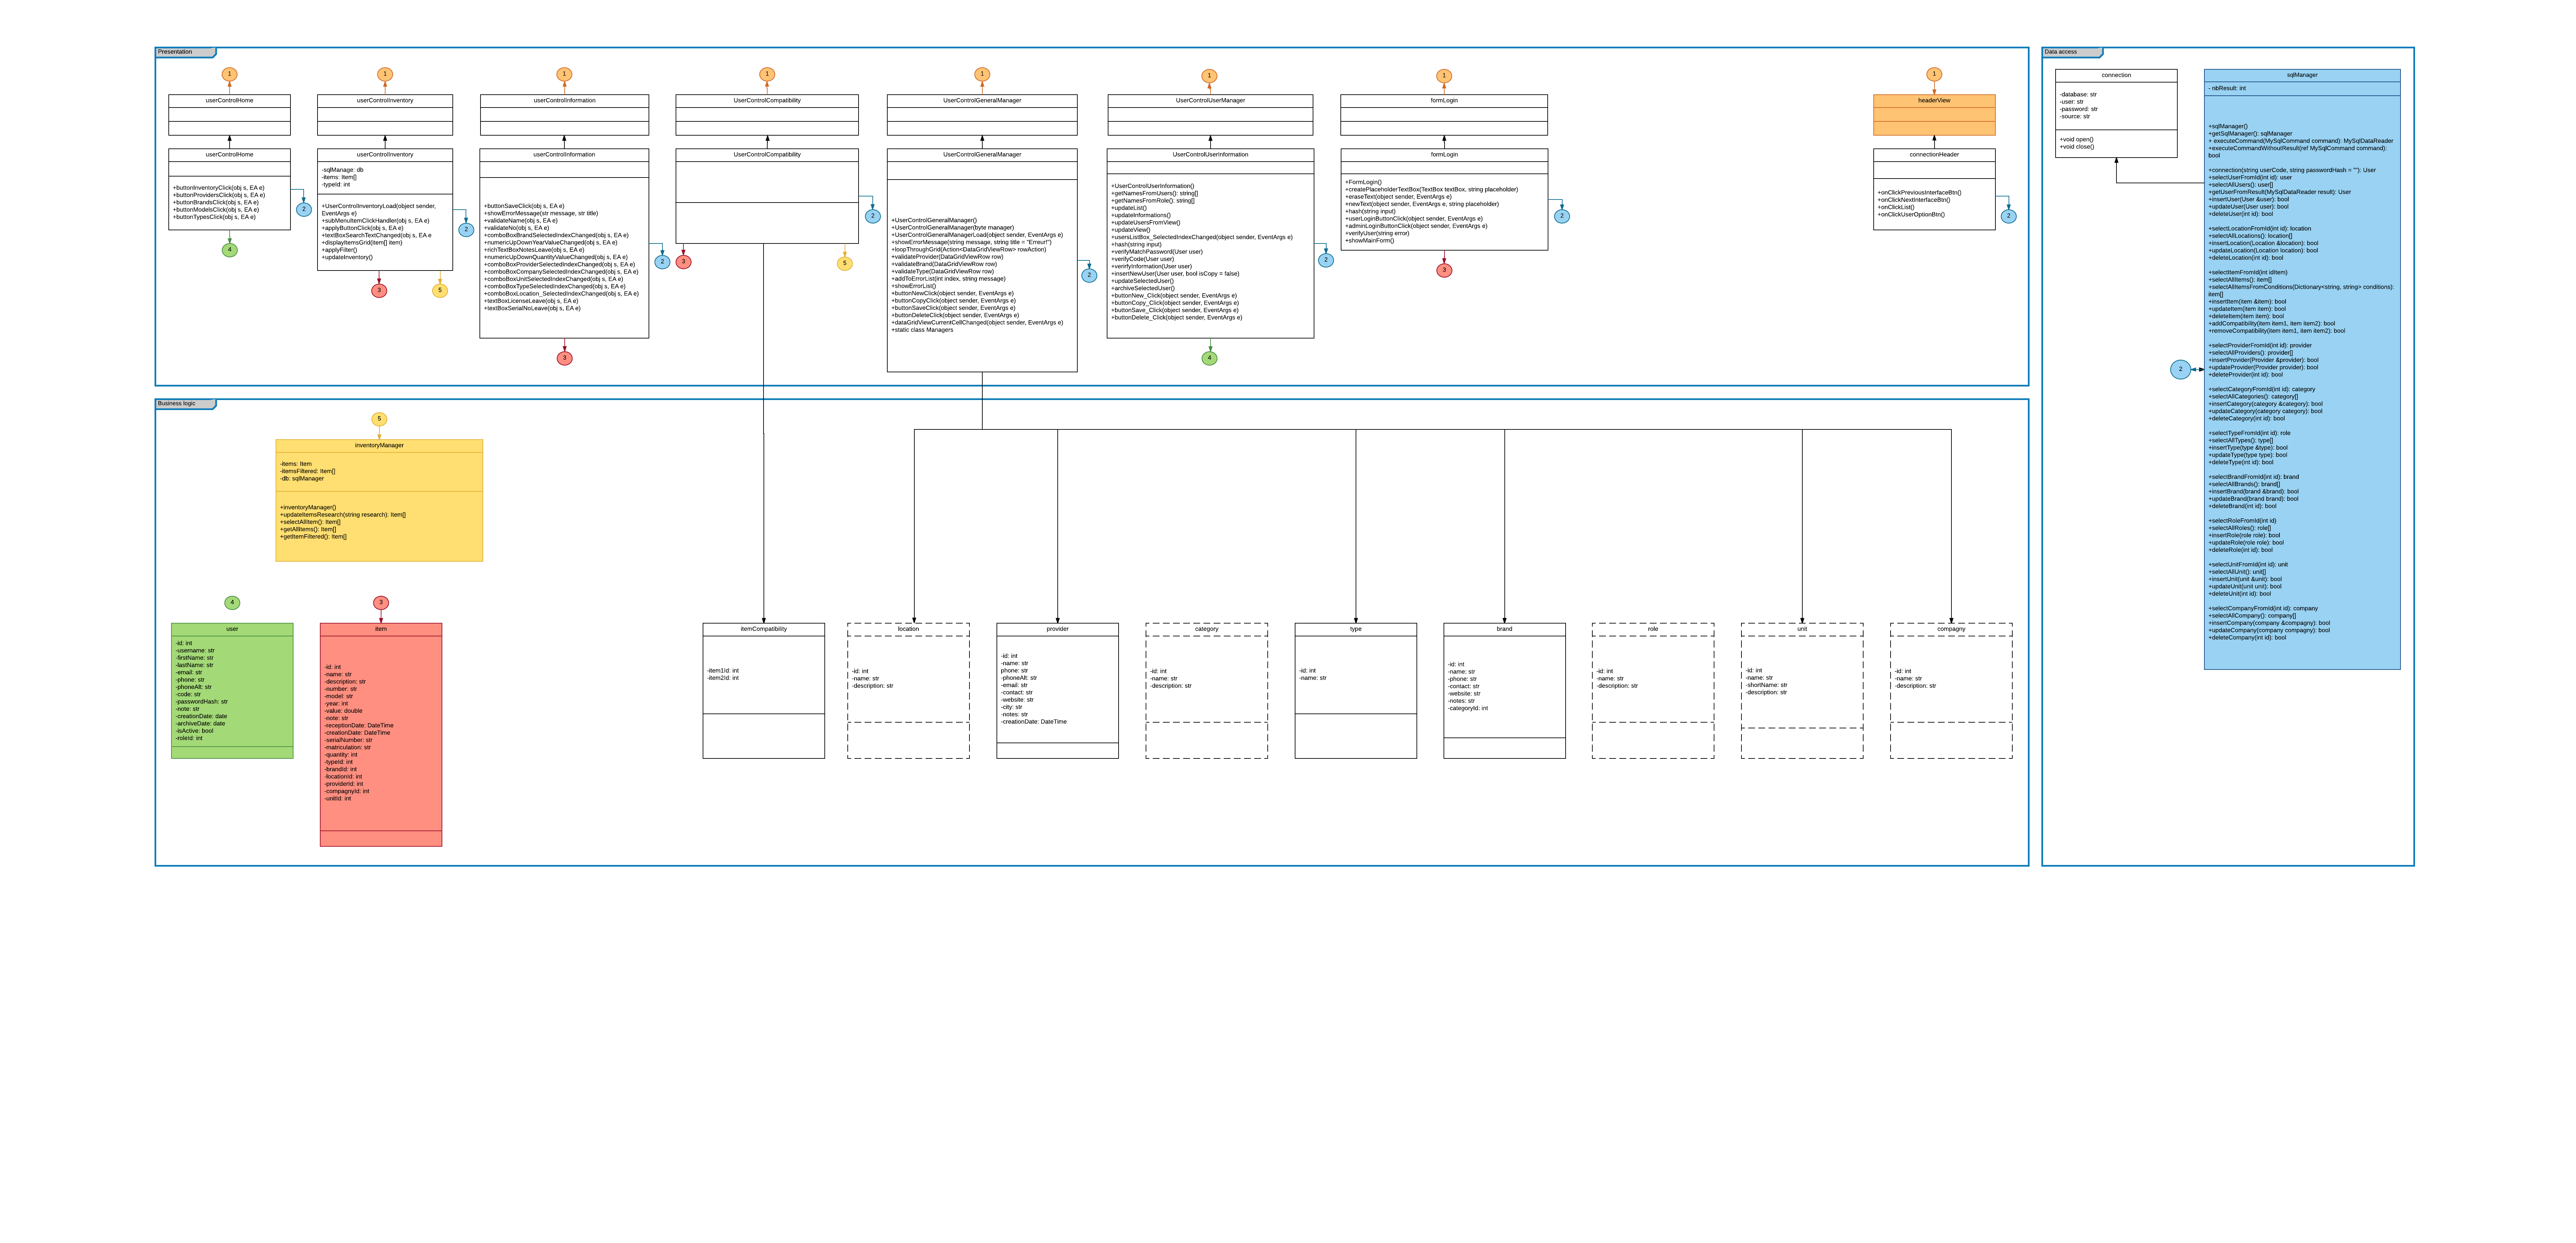 Presentation
1
userControlHome
userControlHome
+buttonInventoryClick(obj s, EA e)
+buttonProvidersClick(obj s, EA e)
+buttonBrandsClick(obj s, EA e)
+buttonModelsClick(obj s, EA e)
+buttonTypesClick(obj s, EA e)
2
4
1
userControlInventory
userControlInventory
-sqlManage: db
-items: Item[]
-typeId: int
+UserControlInventoryLoad(object sender,
EventArgs e)
+subMenuItemClickHandler(obj s, EA e)
+applyButtonClick(obj s, EA e)
+textBoxSearchTextChanged(obj s, EA e
+displayItemsGrid(item[] item)
+applyFilter()
+updateInventory()
2
3
5
1
userControlInformation
userControlInformation
+buttonSaveClick(obj s, EA e)
+showErrorMessage(str message, str title)
+validateName(obj s, EA e)
+validateNo(obj s, EA e)
+comboBoxBrandSelectedIndexChanged(obj s, EA e)
+numericUpDownYearValueChanged(obj s, EA e)
+richTextBoxNotesLeave(obj s, EA e)
+numericUpDownQuantityValueChanged(obj s, EA e)
+comboBoxProviderSelectedIndexChanged(obj s, EA e)
+comboBoxCompanySelectedIndexChanged(obj s, EA e)
+comboBoxUnitSelectedIndexChanged(obj s, EA e)
+comboBoxTypeSelectedIndexChanged(obj s, EA e)
+comboBoxLocation_SelectedIndexChanged(obj s, EA e)
+textBoxLicenseLeave(obj s, EA e)
+textBoxSerialNoLeave(obj s, EA e)
2
3
1
UserControlCompatibility
UserControlCompatibility
2
3
5
1
UserControlGeneralManager
UserControlGeneralManager
+UserControlGeneralManager()
+UserControlGeneralManager(byte manager)
+UserControlGeneralManagerLoad(object sender, EventArgs e)
+showErrorMessage(string message, string title = "Erreur!")
+loopThroughGrid(Action<DataGridViewRow> rowAction)
+validateProvider(DataGridViewRow row)
+validateBrand(DataGridViewRow row)
+validateType(DataGridViewRow row)
+addToErrorList(int index, string message)
+showErrorList()
+buttonNewClick(object sender, EventArgs e)
+buttonCopyClick(object sender, EventArgs e)
+buttonSaveClick(object sender, EventArgs e)
+buttonDeleteClick(object sender, EventArgs e)
+dataGridViewCurrentCellChanged(object sender, EventArgs e)
+static class Managers
2
1
UserControlUserManager
UserControlUserInformation
+UserControlUserInformation()
+getNamesFromUsers(): string[]
+getNamesFromRole(): string[]
+updateList()
+updateInformations()
+updateUsersFromView()
+updateView()
+usersListBox_SelectedIndexChanged(object sender, EventArgs e)
+hash(string input)
+verifyMatchPassword(User user)
+verifyCode(User user)
+verirfyInformation(User user)
+insertNewUser(User user, bool isCopy = false)
+updateSelectedUser()
+archiveSelectedUser()
+buttonNew_Click(object sender, EventArgs e)
+buttonCopy_Click(object sender, EventArgs e)
+buttonSave_Click(object sender, EventArgs e)
+buttonDelete_Click(object sender, EventArgs e)
2
4
1
formLogin
formLogin
+FormLogin()
+createPlaceholderTextBox(TextBox textBox, string placeholder)
+eraseText(object sender, EventArgs e)
+newText(object sender, EventArgs e, string placeholder)
+hash(string input)
+userLoginButtonClick(object sender, EventArgs e)
+adminLoginButtonClick(object sender, EventArgs e)
+verifyUser(string error)
+showMainForm()
2
3
1
headerView
connectionHeader
+onClickPreviousInterfaceBtn()
+onClickNextInterfaceBtn()
+onClickList()
+onClickUserOptionBtn()
2
Business logic
5
inventoryManager
-items: Item
-itemsFiltered: Item[]
-db: sqlManager
+inventoryManager()
+updateItemsResearch(string research): Item[]
+selectAllItem(): Item[]
+getAllItems(): Item[]
+getItemFiltered(): Item[]
4
user
-id: int
-username: str
-firstName: str
-lastName: str
-email: str
-phone: str
-phoneAlt: str
-code: str
-passwordHash: str
-note: str
-creationDate: date
-archiveDate: date
-isActive: bool
-roleId: int
3
item
-id: int
-name: str
-description: str
-number: str
-model: str
-year: int
-value: double
-note: str
-receptionDate: DateTime
-creationDate: DateTime
-serialNumber: str
-matriculation: str
-quantity: int
-typeId: int
-brandId: int
-locationId: int
-providerId: int
-compagnyId: int
-unitId: int
itemCompatibility
-item1Id: int
-item2Id: int
location
-id: int
-name: str
-description: str
provider
-id: int
-name: str
phone: str
-phoneAlt: str
-email: str
-contact: str
-website: str
-city: str
-notes: str
-creationDate: DateTime
category
-id: int
-name: str
-description: str
type
-id: int
-name: str
brand
-id: int
-name: str
-phone: str
-contact: str
-website: str
-notes: str
-categoryId: int
role
-id: int
-name: str
-description: str
unit
-id: int
-name: str
-shortName: str
-description: str
compagny
-id: int
-name: str
-description: str
Data access
connection
-database: str
-user: str
-password: str
-source: str
+void open()
+void close()
2
sqlManager
- nbResult: int
+sqlManager()
+getSqlManager(): sqlManager
+ executeCommand(MySqlCommand command): MySqlDataReader
+executeCommandWithoutResult(ref MySqlCommand command):
bool
+connection(string userCode, string passwordHash = ""): User
+selectUserFromId(int id): user
+selectAllUsers(): user[]
+getUserFromResult(MySqlDataReader result): User
+insertUser(User &user): bool
+updateUser(User user): bool
+deleteUser(int id): bool
+selectLocationFromId(int id): location
+selectAllLocations(): location[]
+insertLocation(Location &location): bool
+updateLocation(Location location): bool
+deleteLocation(int id): bool
+selectItemFromId(int idItem)
+selectAllItems(): item[]
+selectAllItemsFromConditions(Dictionary<string, string> conditions):
item[]
+insertItem(item &item): bool
+updateItem(item item): bool
+deleteItem(item item): bool
+addCompatibility(item item1, item item2): bool
+removeCompatibility(item item1, item item2): bool
+selectProviderFromId(int id): provider
+selectAllProviders(): provider[]
+insertProvider(Provider &provider): bool
+updateProvider(Provider provider): bool
+deleteProvider(int id): bool
+selectCategoryFromId(int id): category
+selectAllCategories(): category[]
+insertCategory(category &category): bool
+updateCategory(category category): bool
+deleteCategory(int id): bool
+selectTypeFromId(int id): role
+selectAllTypes(): type[]
+insertType(type &type): bool
+updateType(type type): bool
+deleteType(int id): bool
+selectBrandFromId(int id): brand
+selectAllBrands(): brand[]
+insertBrand(brand &brand): bool
+updateBrand(brand brand): bool
+deleteBrand(int id): bool
+selectRoleFromId(int id)
+selectAllRoles(): role[]
+insertRole(role role): bool
+updateRole(role role): bool
+deleteRole(int id): bool
+selectUnitFromId(int id): unit
+selectAllUnit(): unit[]
+insertUnit(unit &unit): bool
+updateUnit(unit unit): bool
+deleteUnit(int id): bool
+selectCompanyFromId(int id): company
+selectAllCompany(): company[]
+insertCompany(company &compagny): bool
+updateCompany(company compagny): bool
+deleteCompany(int id): bool